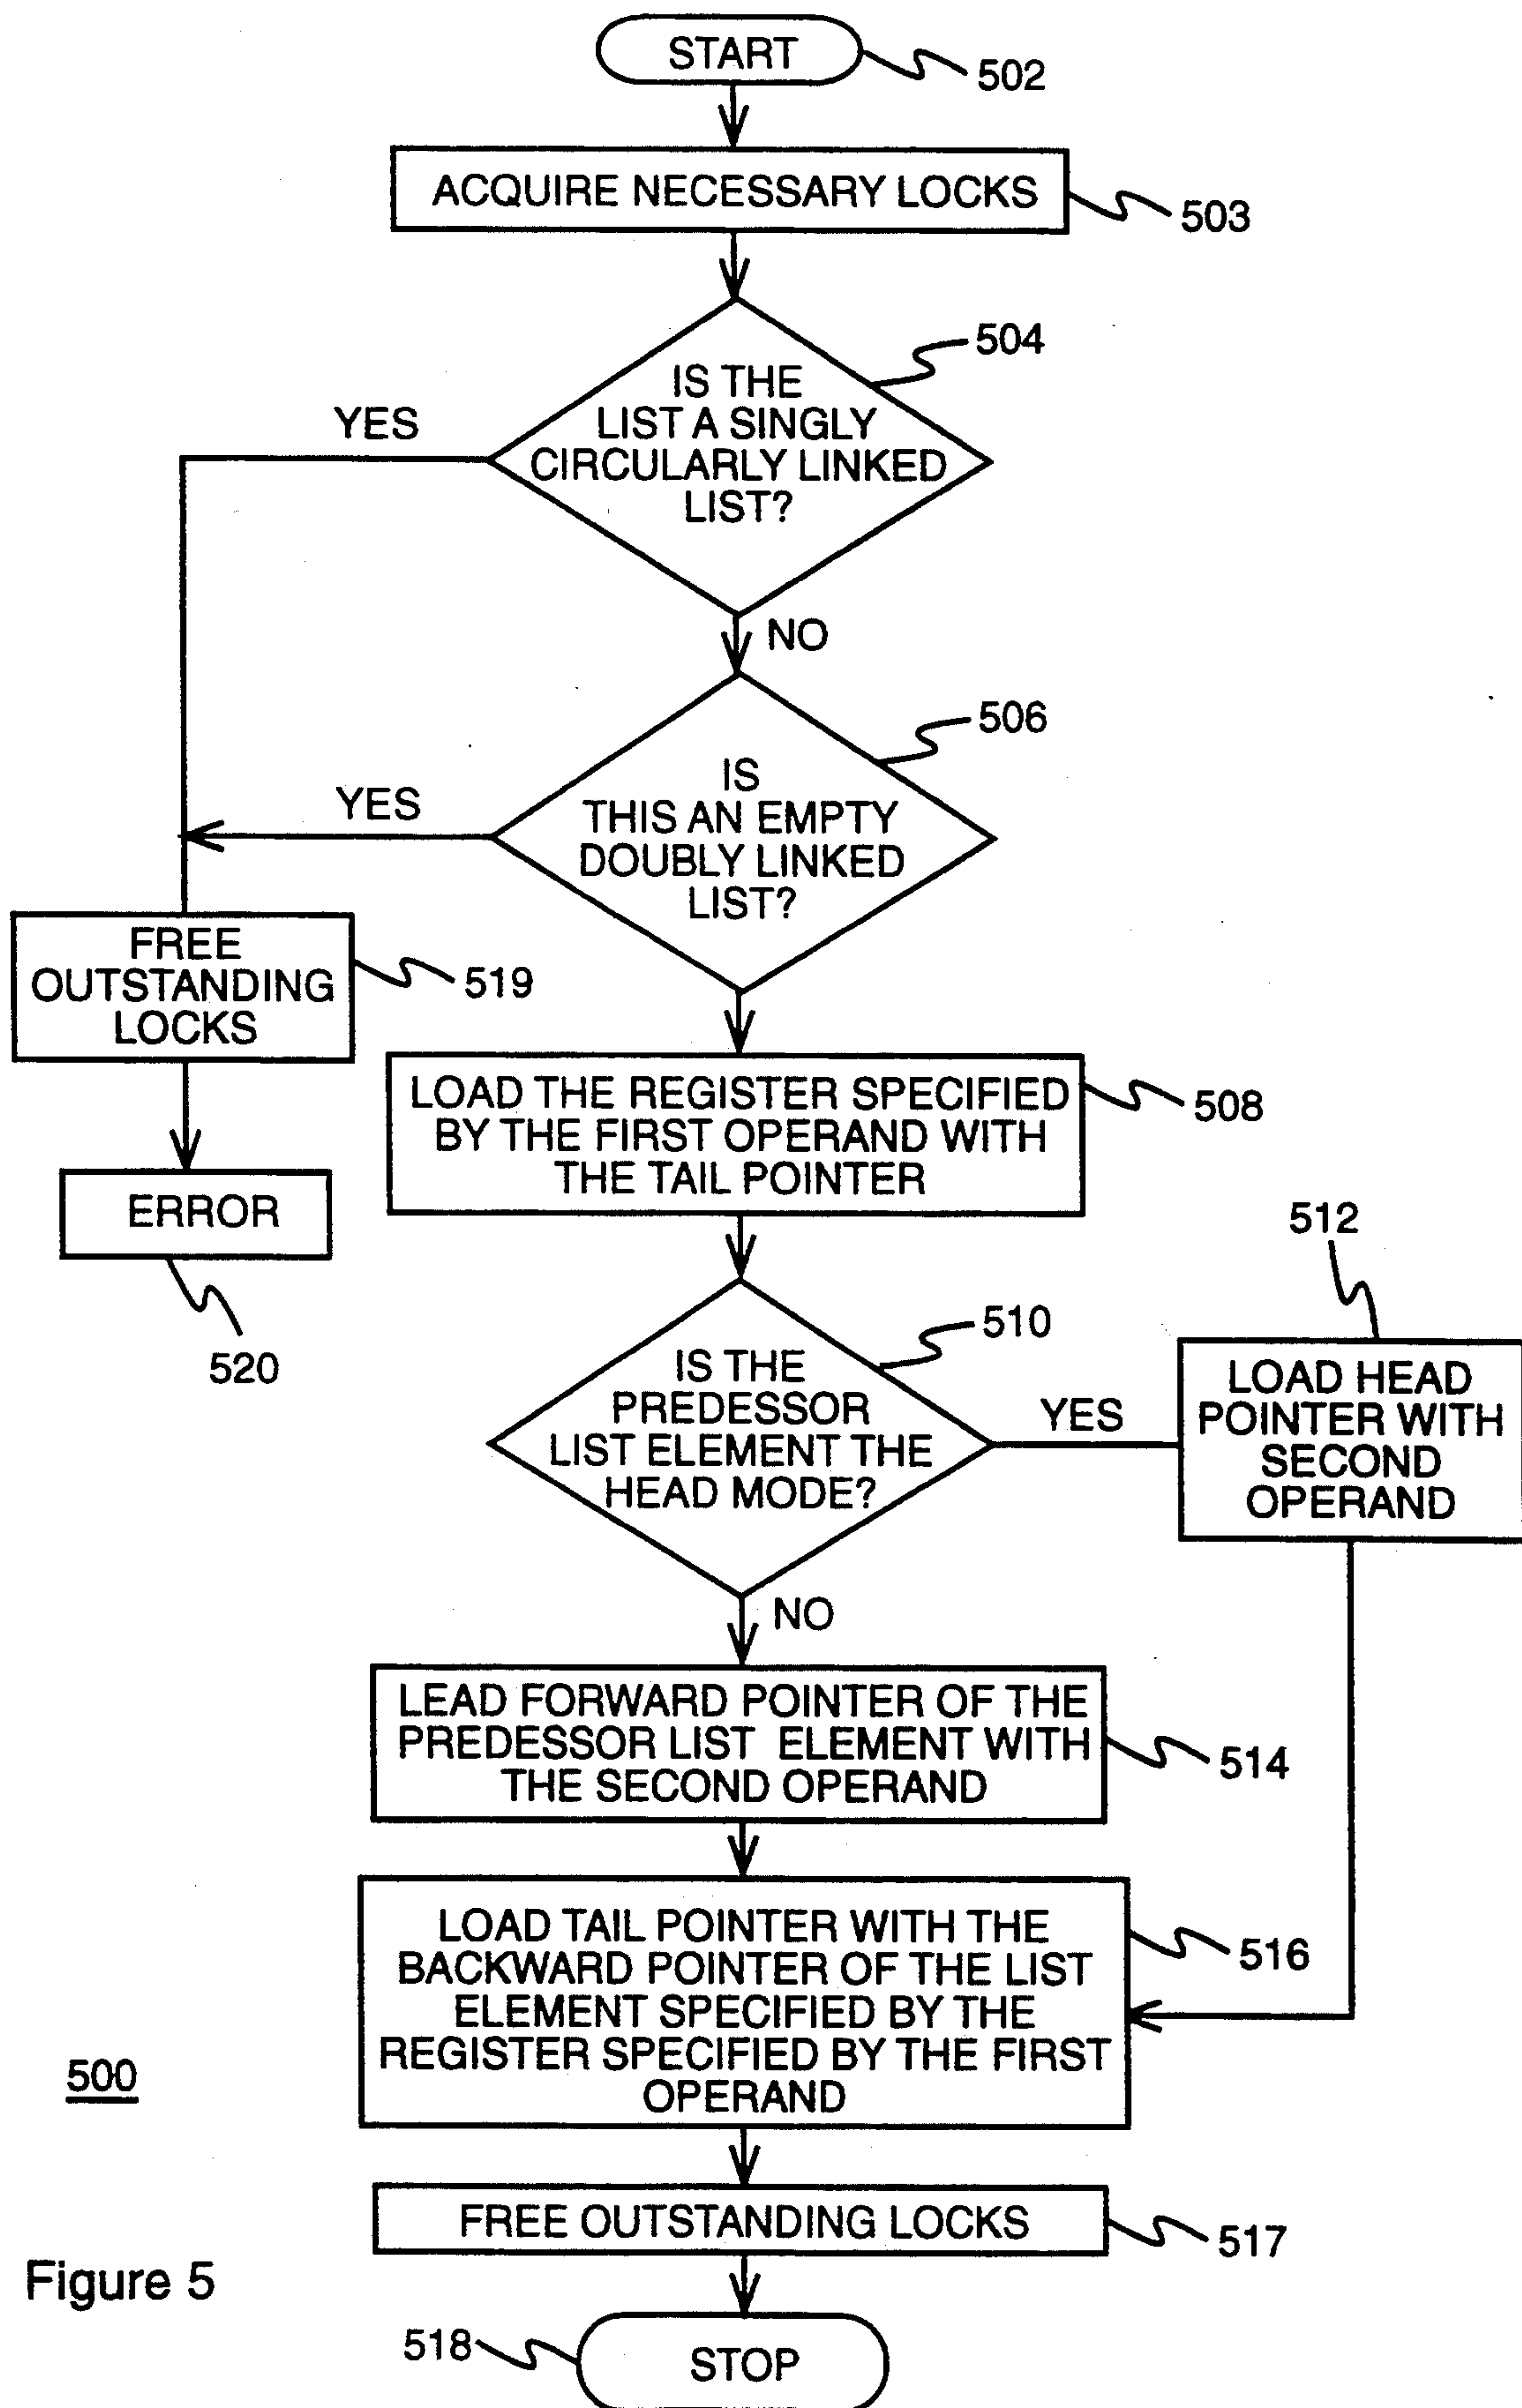 START
502
ACQUIRE NECESSARY LOCKS
503
504
IS THE
LIST A SINGLY
CIRCULARLY LINKED
LIST?
YES
NO
506
IS
THIS AN EMPTY
DOUBLY LINKED
LIST?
YES
FREE
OUTSTANDING
LOCKS
519
LOAD THE REGISTER SPECIFIED
BY THE FIRST OPERAND WITH
THE TAIL POINTER
508
ERROR
520
510
IS THE
PREDESSOR
LIST ELEMENT THE
HEAD MODE?
YES
512
LOAD HEAD
POINTER WITH
SECOND
OPERAND
NO
LEAD FORWARD POINTER OF THE
PREDESSOR LIST ELEMENT WITH
THE SECOND OPERAND
514
LOAD TAIL POINTER WITH THE
BACKWARD POINTER OF THE LIST
ELEMENT SPECIFIED BY THE
REGISTER SPECIFIED BY THE FIRST
OPERAND
516
500
FREE OUTSTANDING LOCKS
517
Figure 5
518
STOP